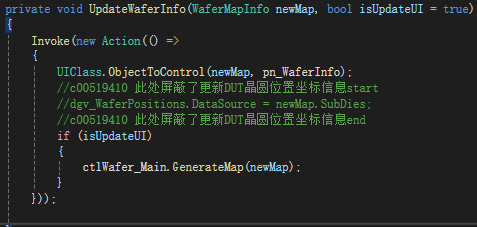 private void UpdateWaferInfo(WaferMapInfo newMap, bool isUpdateUI = true)
{
Invoke(new Action(() =>
{
UIClass.ObjectToControl(newMap, pn_WaferInfo);
//c00519410 此处屏蔽了更新DUT晶圆位置坐标信息start
//dgv_WaferPositions.DataSource = newMap.SubDies;
//c00519410 此处屏蔽了更新DUT晶圆位置坐标信息end
if (isUpdateUI)
{
ctlWafer_Main.GenerateMap(newMap);
}
}));
}